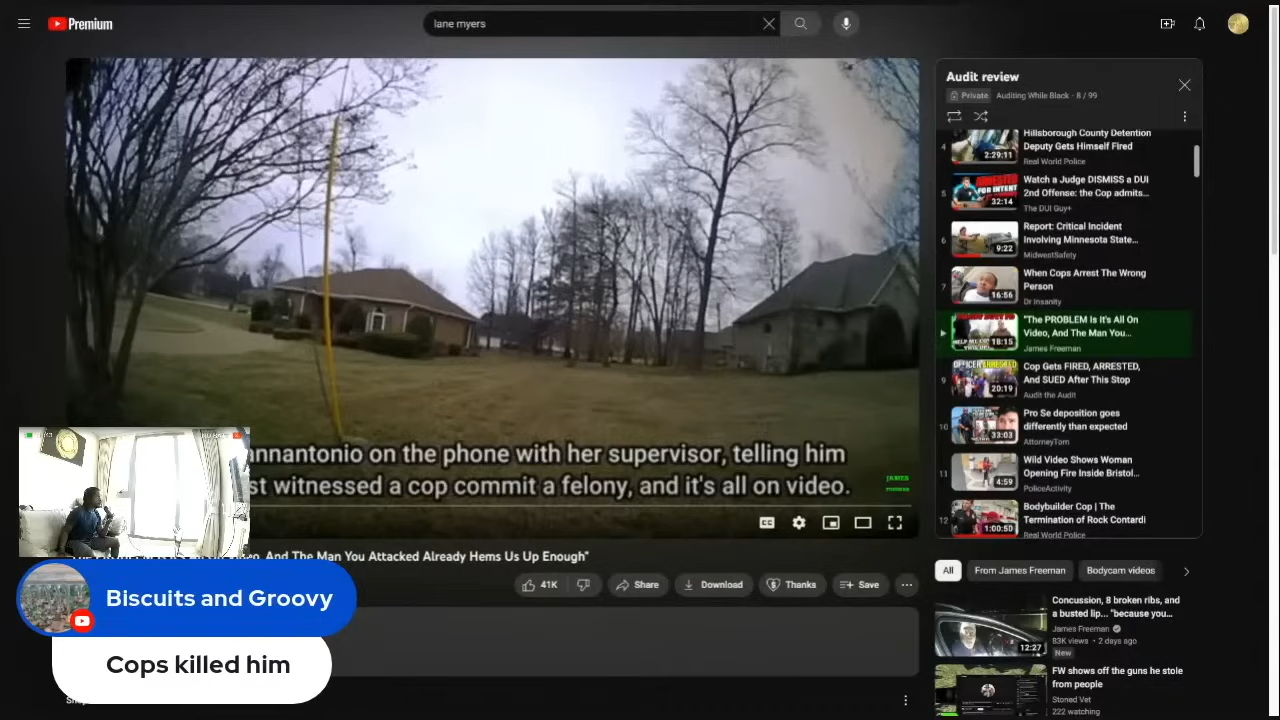 Premium
lane myers
Audit review
Private Auditing While Black · 8 / 99
4
Hillsborough County Detention
Deputy Gets Himself Fired
Real World Police
2:29:11
5
Watch a Judge DISMISS a DUI
2nd Offense: the Cop admits...
The DUI Guy+
ARRESTED
FOR INTENT
32:14
6
Report: Critical Incident
Involving Minnesota State...
MidwestSafety
9:22
7
When Cops Arrest The Wrong
Person
Dr Insanity
16:56
"The PROBLEM Is It's All On
Video, And The Man You...
James Freeman
18:15
9
Cop Gets FIRED, ARRESTED,
AND SUED After This Stop
Audit the Audit
OFFICER ARRESTED
20:19
10
Pro Se deposition goes
differently than expected
AttorneyTom
33:03
11
Wild Video Shows Woman
Opening Fire Inside Bristol...
PoliceActivity
4:59
12
Bodybuilder Cop | The
Termination of Rock Contardi
Real World Police
1:00:50
nnantonio on the phone with her supervisor, telling him
st witnessed a cop commit a felony, and it's all on video.
JAMES
FREEMAN
CC
Video, And The Man You Attacked Already Hems Us Up Enough"
41K
Share
Download
Thanks
Save
Biscuits and Groovy
Cops killed him
All
From James Freeman
Bodycam videos
Concussion, 8 broken ribs, and
a busted lip... "because you...
James Freeman
83K views · 2 days ago
New
12:27
FW shows off the guns he stole
from people
Stoned Vet
222 watching